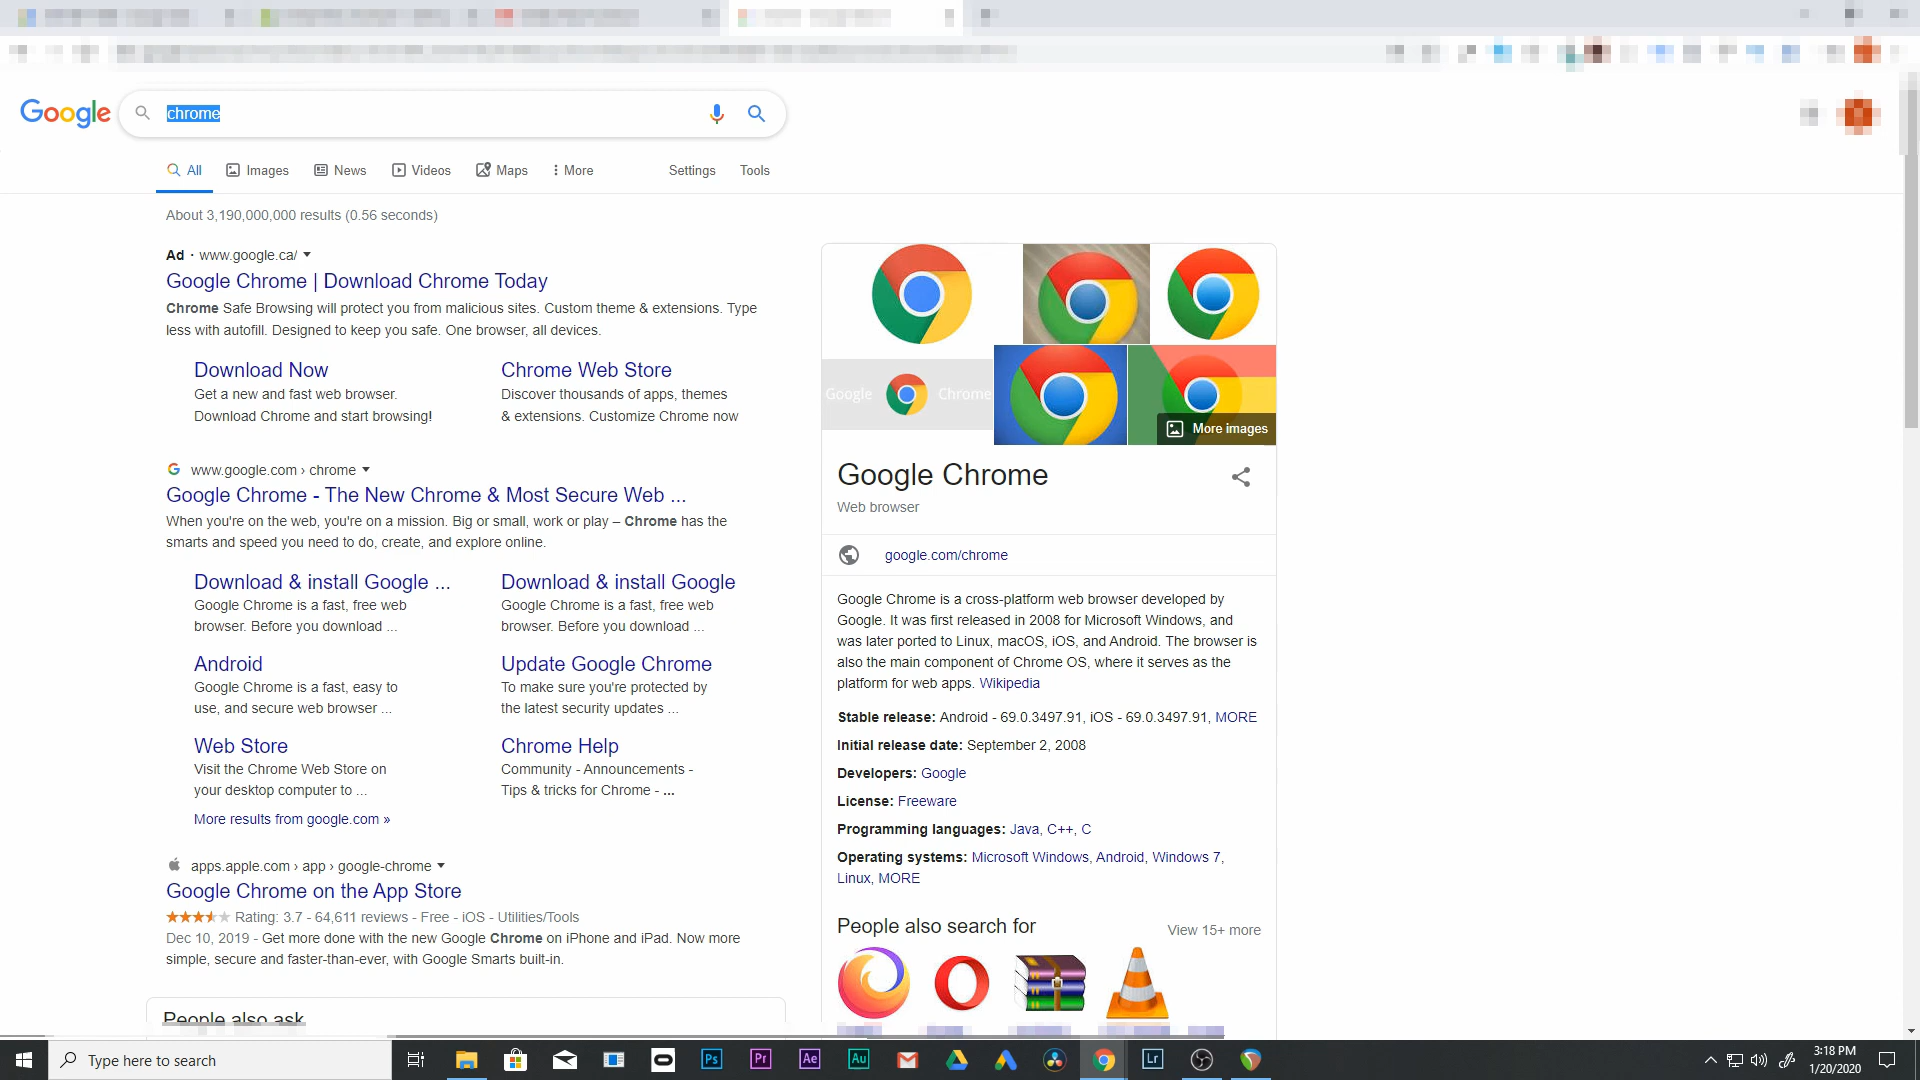 Google
chrome
All
Images
News
Videos
Maps
More
Settings
Tools
About 3,190,000,000 results (0.56 seconds)
Ad · www.google.ca/
Google Chrome | Download Chrome Today
Chrome Safe Browsing will protect you from malicious sites. Custom theme & extensions. Type
less with autofill. Designed to keep you safe. One browser, all devices.
Download Now
Get a new and fast web browser.
Download Chrome and start browsing!
Chrome Web Store
Discover thousands of apps, themes
& extensions. Customize Chrome now
www.google.com › chrome
Google Chrome - The New Chrome & Most Secure Web ...
When you're on the web, you're on a mission. Big or small, work or play – Chrome has the
smarts and speed you need to do, create, and explore online.
Download & install Google ...
Google Chrome is a fast, free web
browser. Before you download ...
Download & install Google
Google Chrome is a fast, free web
browser. Before you download ...
Android
Google Chrome is a fast, easy to
use, and secure web browser ...
Update Google Chrome
To make sure you're protected by
the latest security updates ...
Web Store
Visit the Chrome Web Store on
your desktop computer to ...
Chrome Help
Community - Announcements -
Tips & tricks for Chrome - ...
More results from google.com »
apps.apple.com › app › google-chrome
Google Chrome on the App Store
Rating: 3.7 - 64,611 reviews - Free - iOS - Utilities/Tools
Dec 10, 2019 - Get more done with the new Google Chrome on iPhone and iPad. Now more
simple, secure and faster-than-ever, with Google Smarts built-in.
People also ask
Google Chrome
More images
Google Chrome
Web browser
google.com/chrome
Google Chrome is a cross-platform web browser developed by
Google. It was first released in 2008 for Microsoft Windows, and
was later ported to Linux, macOS, iOS, and Android. The browser is
also the main component of Chrome OS, where it serves as the
platform for web apps. Wikipedia
Stable release: Android - 69.0.3497.91, iOS - 69.0.3497.91, MORE
Initial release date: September 2, 2008
Developers: Google
License: Freeware
Programming languages: Java, C++, C
Operating systems: Microsoft Windows, Android, Windows 7,
Linux, MORE
People also search for
View 15+ more
Type here to search
Ps
Pr
Ae
Au
Lr
3:18 PM
1/20/2020